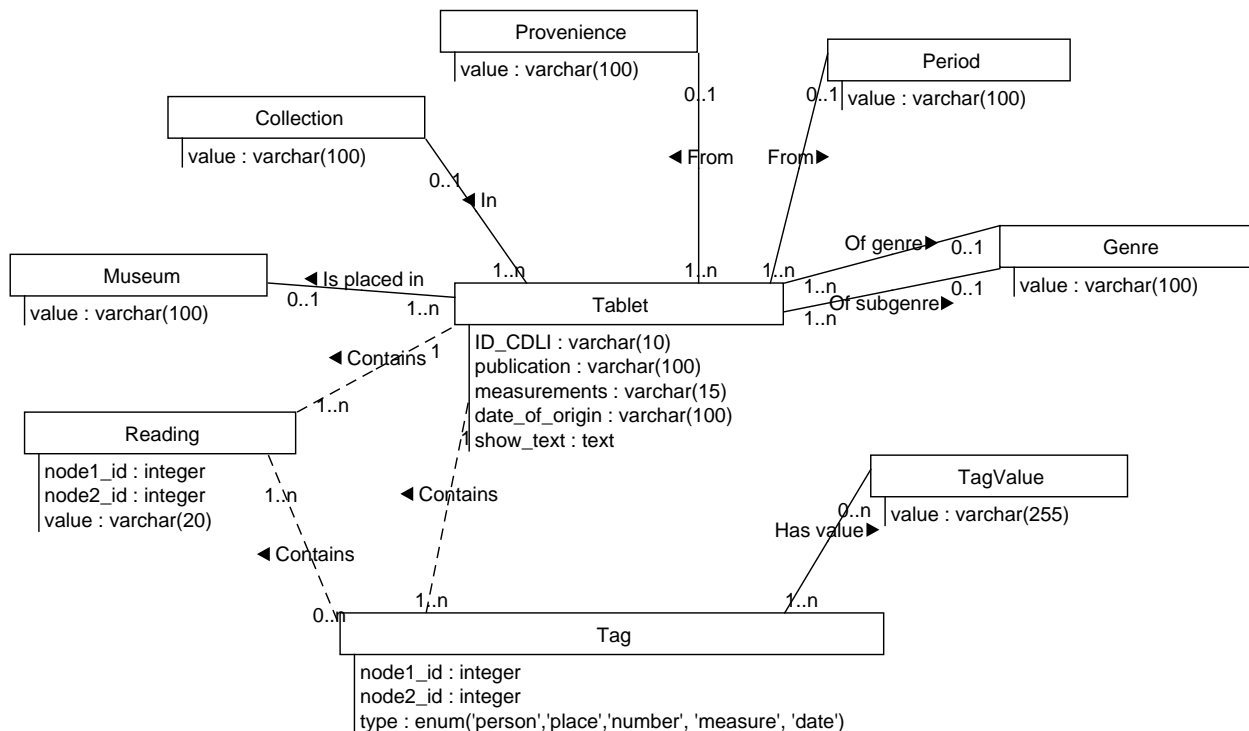 Provenience
value : varchar(100)
Period
value : varchar(100)
Collection
value : varchar(100)
0..1
0..1
◄ From
From►
0..1
◄ In
Of genre►
0..1
Genre
value : varchar(100)
Museum
value : varchar(100)
◄ Is placed in
0..1
1..n
1..n
1..n
1..n
1..n
Of subgenre►
0..1
1..n
Tablet
ID_CDLI : varchar(10)
publication : varchar(100)
measurements : varchar(15)
date_of_origin : varchar(100)
show_text : text
◄ Contains
1
1..n
Reading
node1_id : integer
node2_id : integer
value : varchar(20)
1
◄ Contains
1..n
◄ Contains
0..n
1..n
TagValue
value : varchar(255)
0..n
Has value►
1..n
Tag
node1_id : integer
node2_id : integer
type : enum('person','place','number', 'measure', 'date')